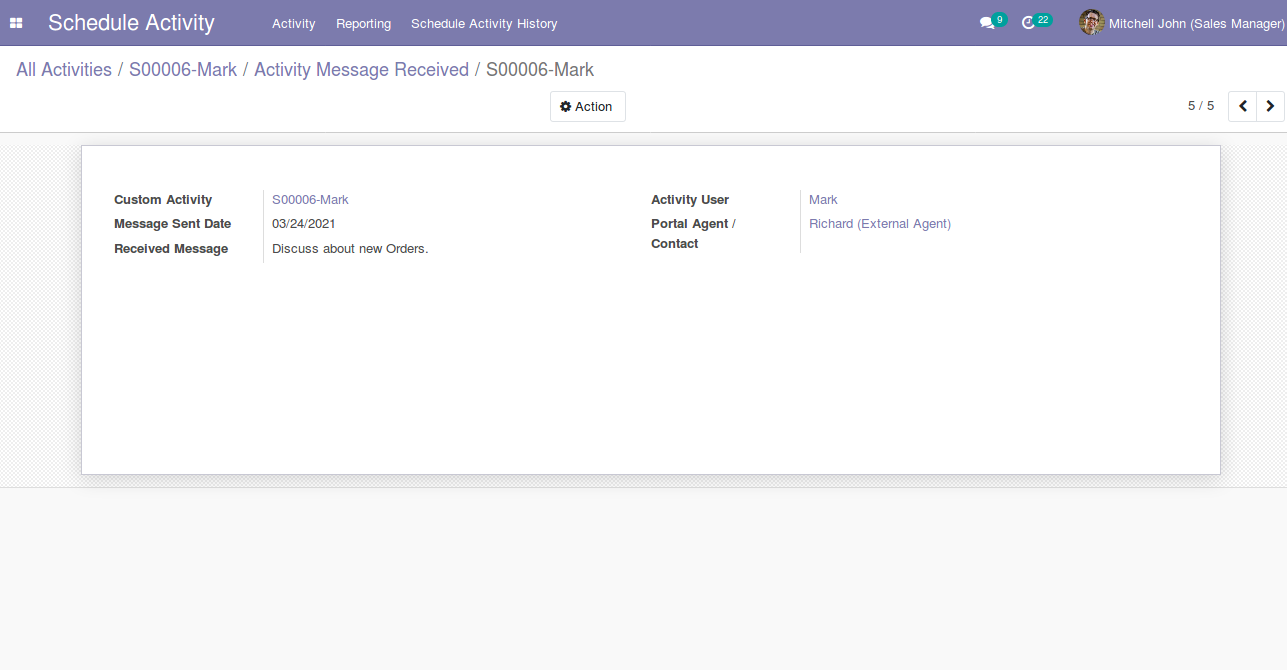 Schedule Activity Activity Reporting Schedule Activity History 9 22 Mitchell John (Sales Manager)
All Activities / S00006-Mark / Activity Message Received / S00006-Mark
Action 5 / 5
Custom Activity S00006-Mark Activity User Mark
Message Sent Date 03/24/2021 Portal Agent / Richard (External Agent)
Contact
Received Message Discuss about new Orders.